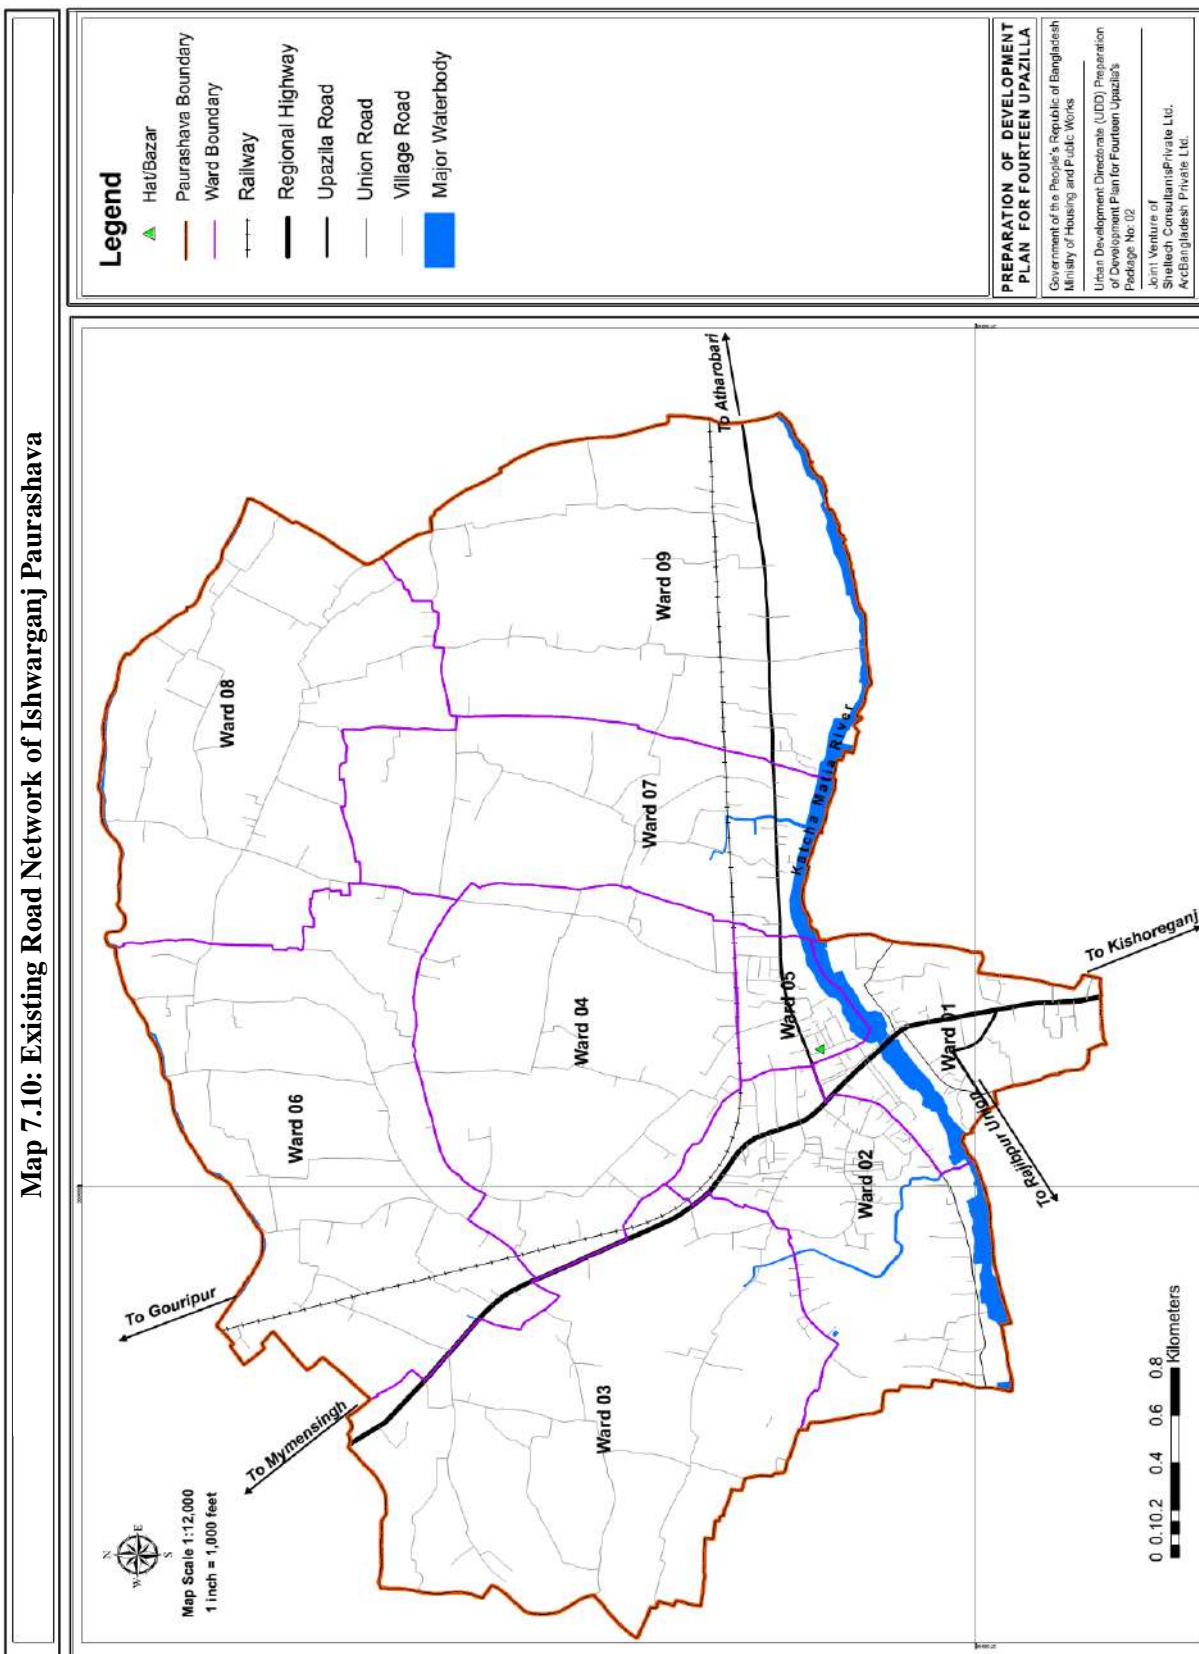 Map 7.10: Existing Road Network of Ishwarganj Paurashava
To Gouripur
To Mymensingh
N
W
E
S
Map Scale 1:12,000
1 inch = 1,000 feet
Ward 08
Ward 06
Ward 04
Ward 07
Ward 09
Ward 03
Ward 02
Ward 05
Ward 01
Katcha Matia River
To Atharobari
To Kishoreganj
To Rajibpur Union
0 0.10.2 0.4 0.6 0.8
Kilometers
Legend
Hat/Bazar
Paurashava Boundary
Ward Boundary
Railway
Regional Highway
Upazila Road
Union Road
Village Road
Major Waterbody
PREPARATION OF DEVELOPMENT
PLAN FOR FOURTEEN UPAZILLA
Government of the People's Republic of Bangladesh
Ministry of Housing and Public Works
Urban Development Directorate (UDD) Preparation
of Development Plan for Fourteen Upazila's
Package No: 02
Joint Venture of
Sheltech ConsultantsPrivate Ltd.
ArcBangladesh Private Ltd.